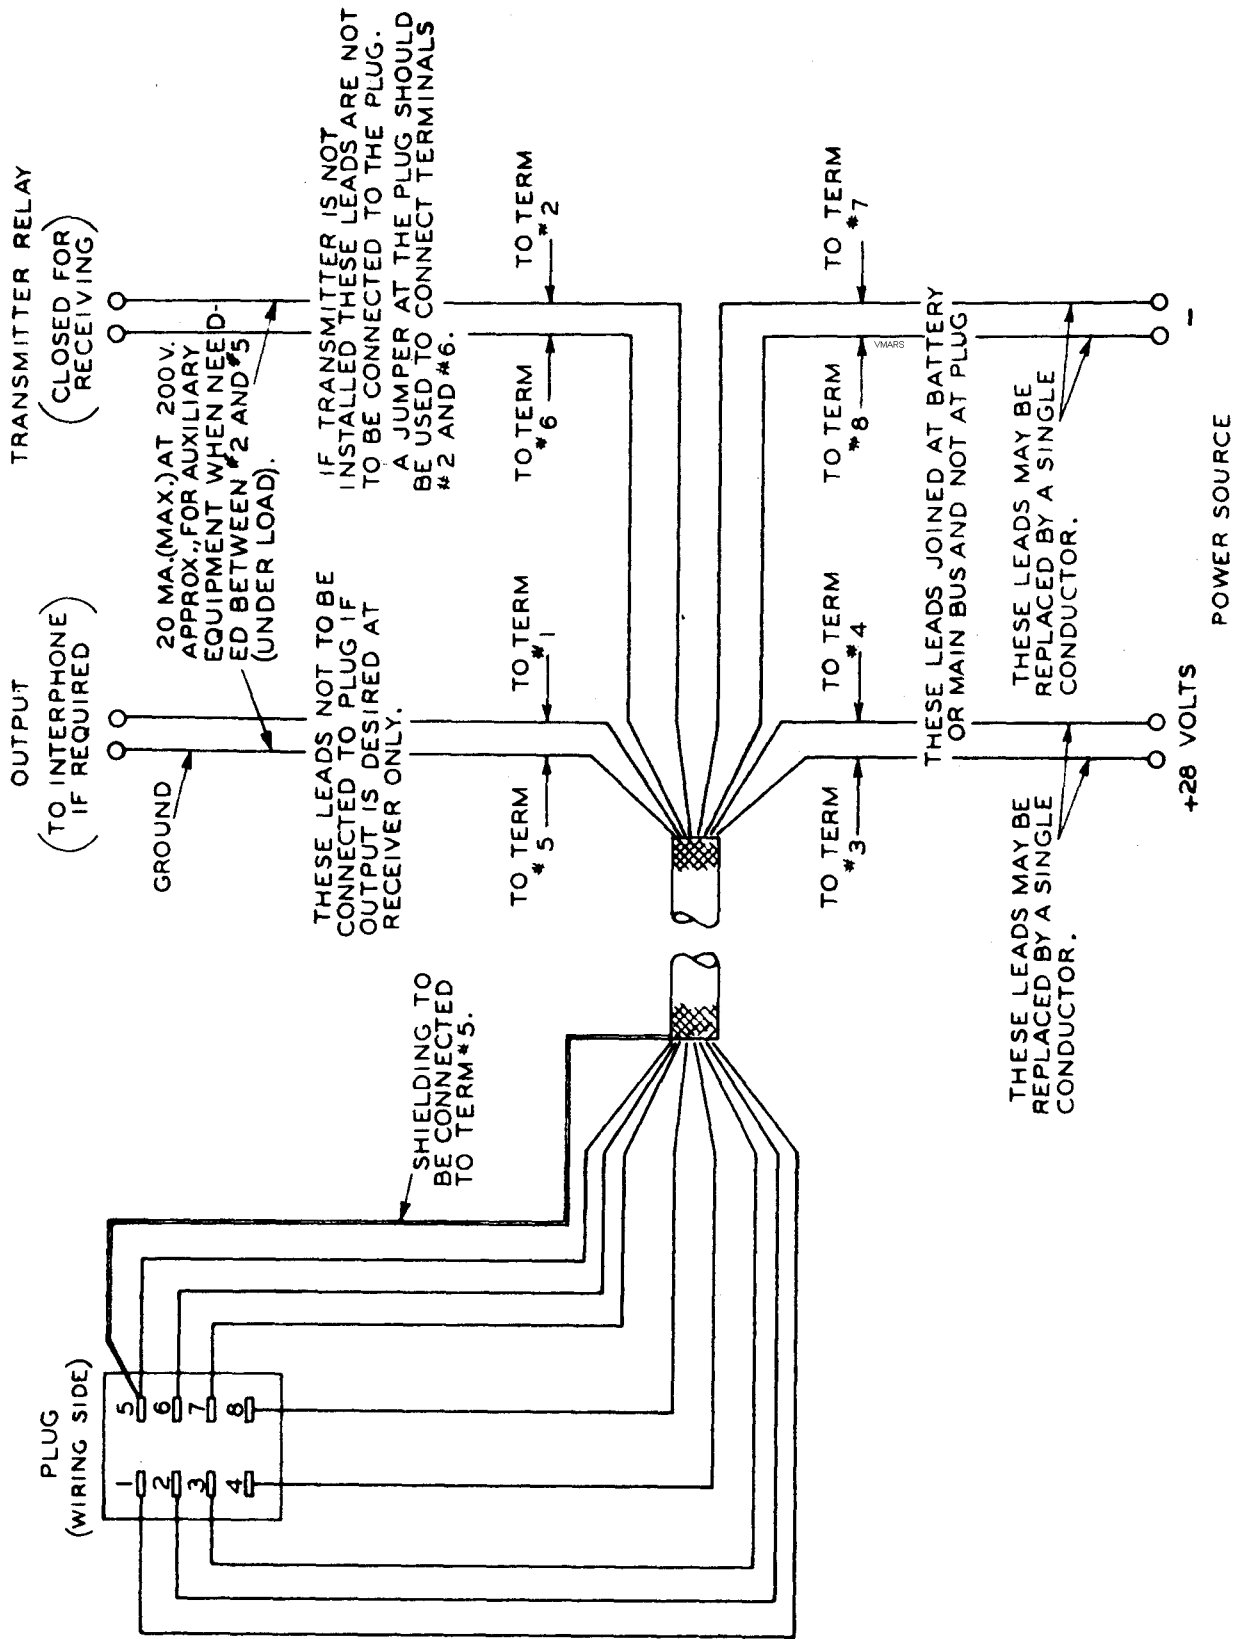 PLUG
(WIRING SIDE)
1
2
3
4
5
6
7
8
SHIELDING TO
BE CONNECTED
TO TERM #5.
OUTPUT
(TO INTERPHONE
IF REQUIRED)
GROUND
THESE LEADS NOT TO BE
CONNECTED TO PLUG IF
OUTPUT IS DESIRED AT
RECEIVER ONLY.
TO TERM
#5
TO TERM
#1
TRANSMITTER RELAY
(CLOSED FOR
RECEIVING)
20 MA.(MAX.) AT 200V.
APPROX., FOR AUXILIARY
EQUIPMENT WHEN NEED-
ED BETWEEN #2 AND #5
(UNDER LOAD).
IF TRANSMITTER IS NOT
INSTALLED THESE LEADS ARE NOT
TO BE CONNECTED TO THE PLUG.
A JUMPER AT THE PLUG SHOULD
BE USED TO CONNECT TERMINALS
#2 AND #6.
TO TERM
#6
TO TERM
#2
TO TERM
#3
TO TERM
#4
TO TERM
#8
TO TERM
#7
VMARS
THESE LEADS JOINED AT BATTERY
OR MAIN BUS AND NOT AT PLUG
THESE LEADS MAY BE
REPLACED BY A SINGLE
CONDUCTOR.
THESE LEADS MAY BE
REPLACED BY A SINGLE
CONDUCTOR.
+28 VOLTS
-
POWER SOURCE